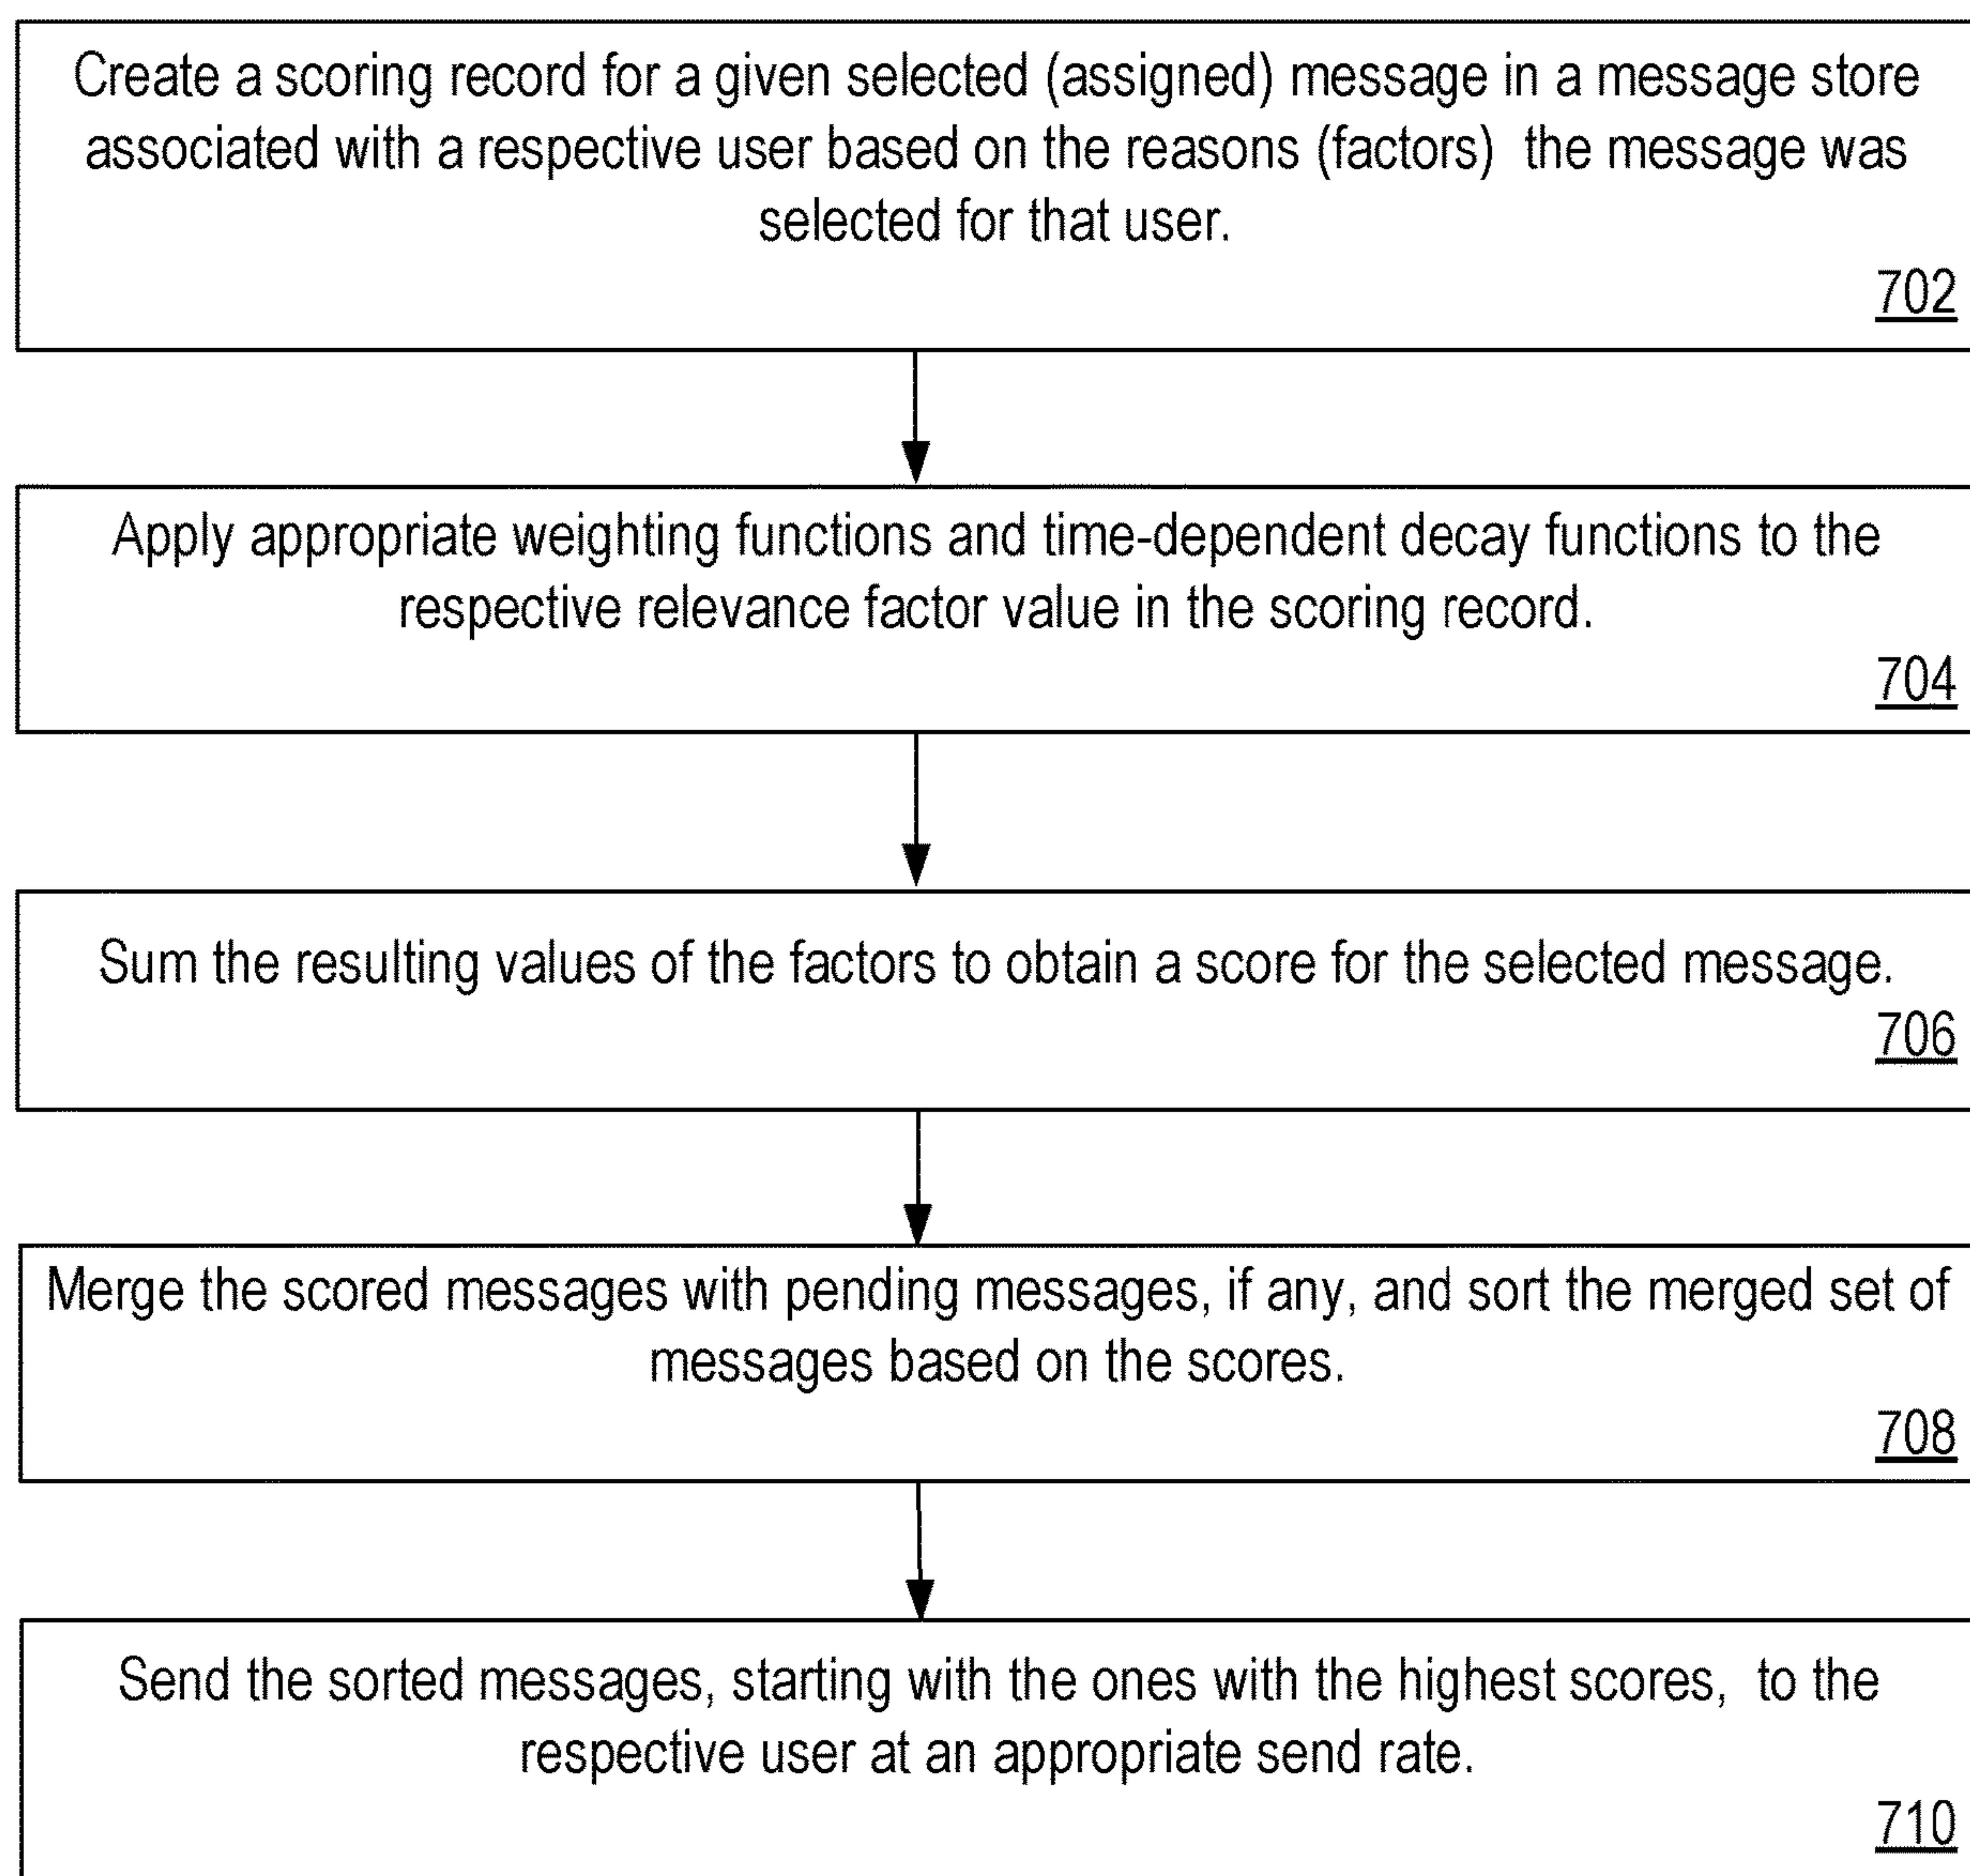 Create a scoring record for a given selected (assigned) message in a message store
associated with a respective user based on the reasons (factors)  the message was
selected for that user.
702
Apply appropriate weighting functions and time-dependent decay functions to the
respective relevance factor value in the scoring record.
704
Sum the resulting values of the factors to obtain a score for the selected message.
706
Merge the scored messages with pending messages, if any, and sort the merged set of
messages based on the scores.
708
Send the sorted messages, starting with the ones with the highest scores,  to the
respective user at an appropriate send rate.
710